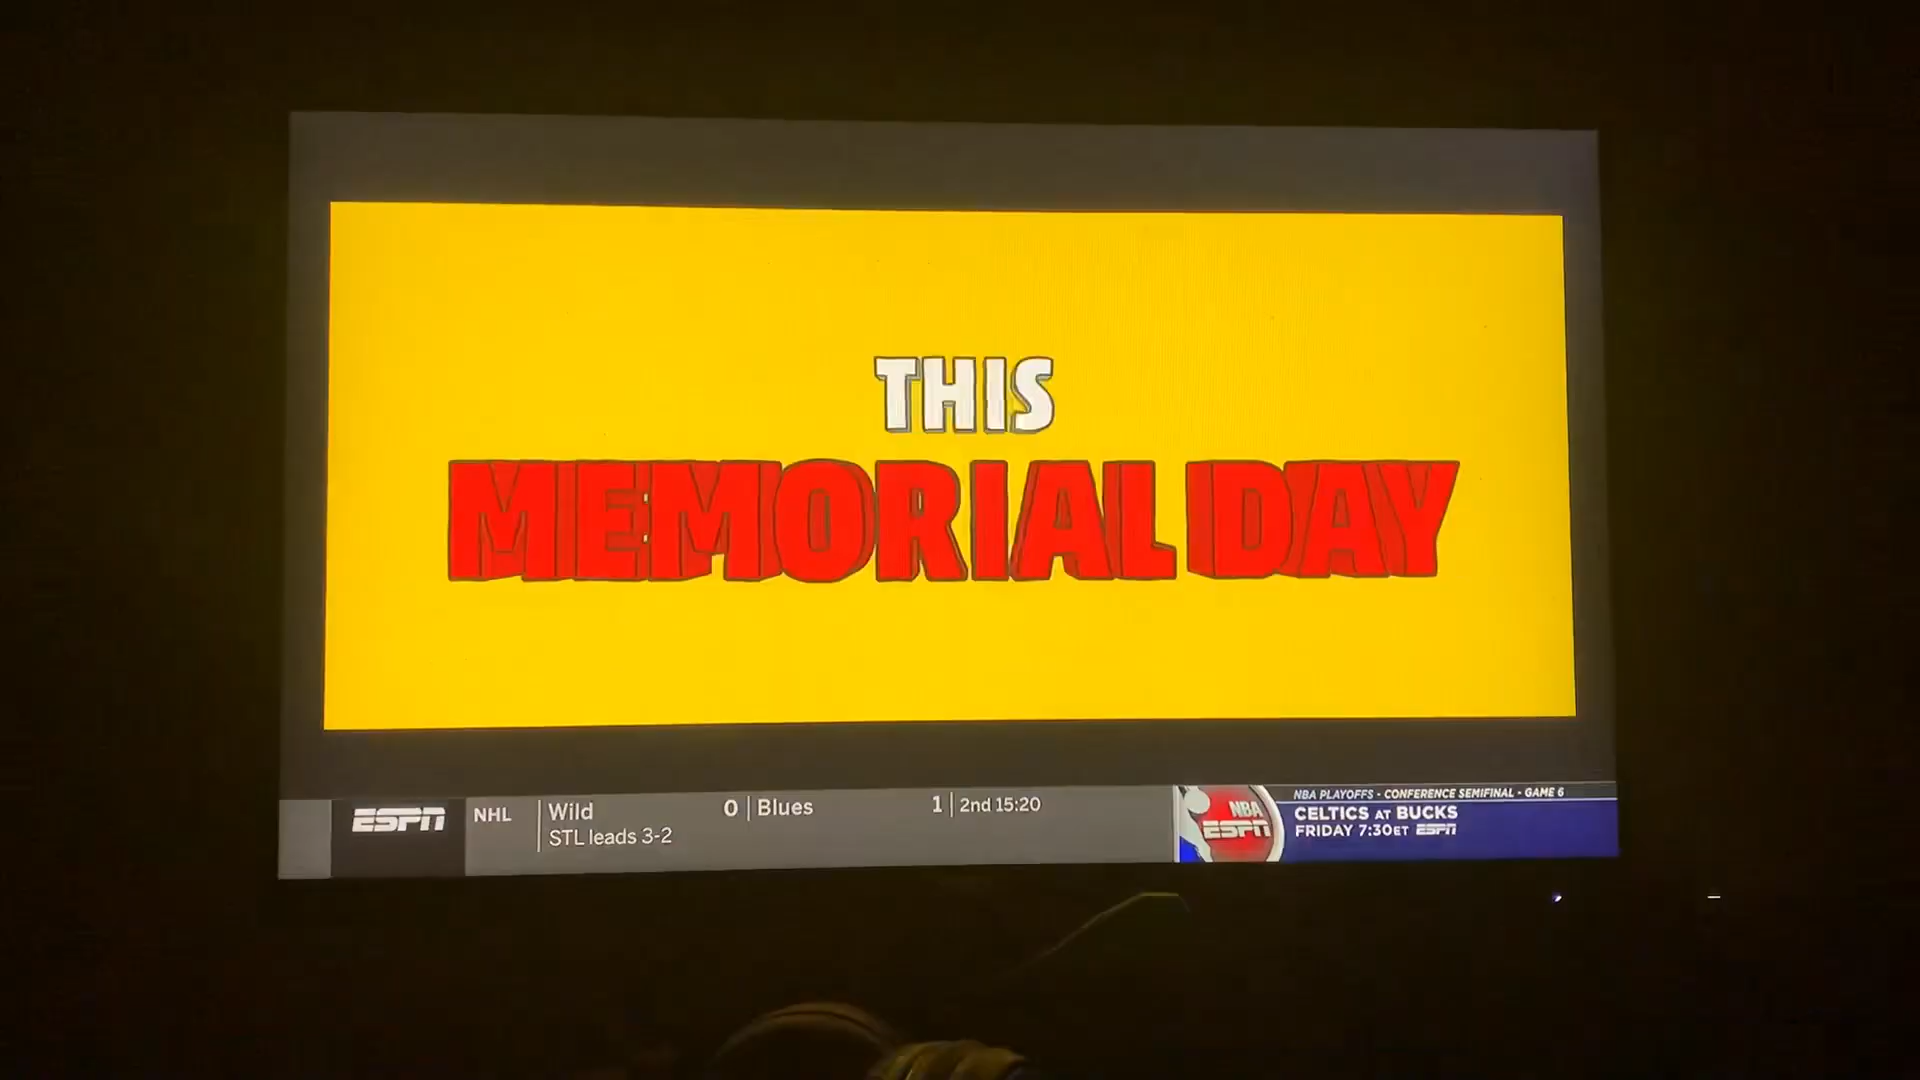 THIS
MEMORIAL DAY
ESPN
NHL
Wild 0 Blues 1 2nd 15:20
STL leads 3-2
NBA
ESPN
NBA PLAYOFFS - CONFERENCE SEMIFINAL - GAME 6
CELTICS AT BUCKS
FRIDAY 7:30ET ESPN